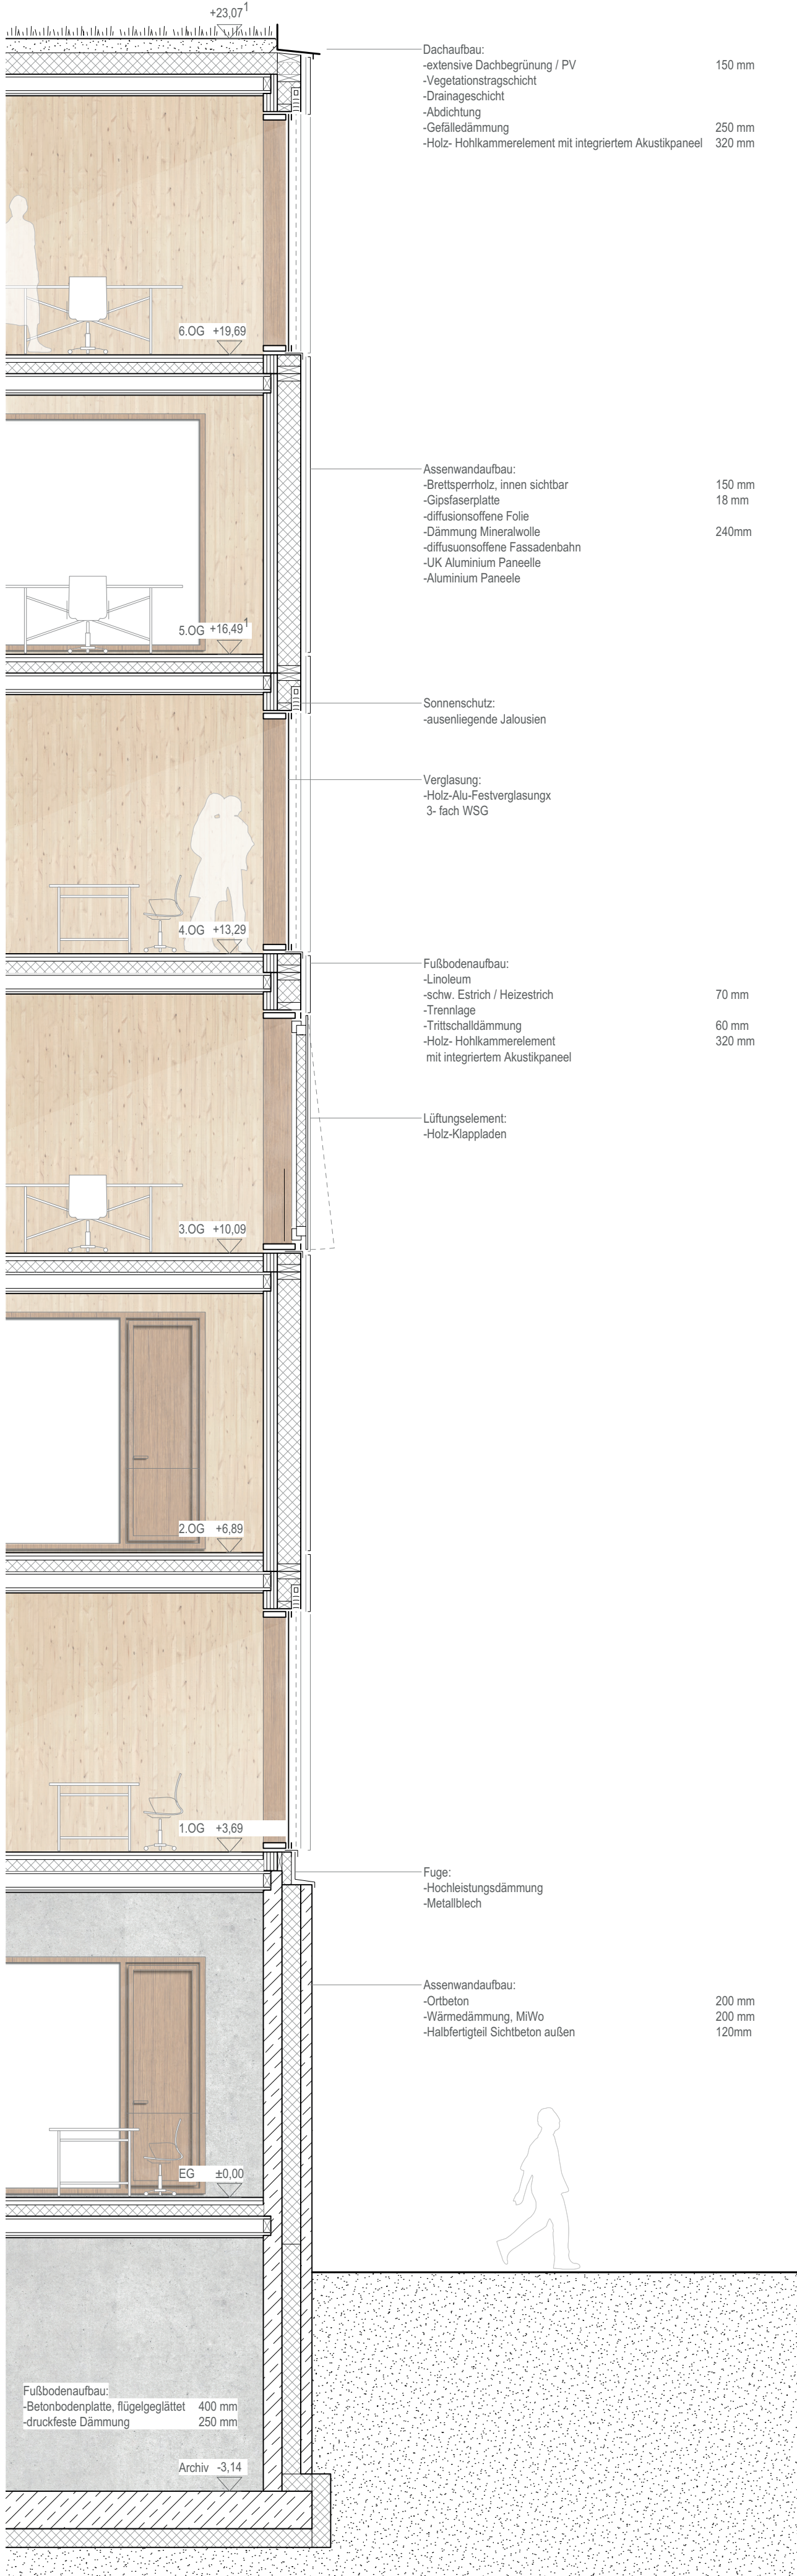 +23,07¹
Dachaufbau:
-extensive Dachbegrünung / PV 150 mm
-Vegetationstragschicht
-Drainageschicht
-Abdichtung
-Gefälledämmung 250 mm
-Holz- Hohlkammerelement mit integriertem Akustikpaneel 320 mm
6.OG +19,69
Assenwandaufbau:
-Brettsperrholz, innen sichtbar 150 mm
-Gipsfaserplatte 18 mm
-diffusionsoffene Folie
-Dämmung Mineralwolle 240mm
-diffusuonsoffene Fassadenbahn
-UK Aluminium Paneelle
-Aluminium Paneele
5.OG +16,49¹
Sonnenschutz:
-ausenliegende Jalousien
Verglasung:
-Holz-Alu-Festverglasungx
3- fach WSG
4.OG +13,29
Fußbodenaufbau:
-Linoleum
-schw. Estrich / Heizestrich 70 mm
-Trennlage
-Trittschalldämmung 60 mm
-Holz- Hohlkammerelement 320 mm
mit integriertem Akustikpaneel
Lüftungselement:
-Holz-Klappladen
3.OG +10,09
2.OG +6,89
1.OG +3,69
Fuge:
-Hochleistungsdämmung
-Metallblech
Assenwandaufbau:
-Ortbeton 200 mm
-Wärmedämmung, MiWo 200 mm
-Halbfertigteil Sichtbeton außen 120mm
EG ±0,00
Fußbodenaufbau:
-Betonbodenplatte, flügelgeglättet 400 mm
-druckfeste Dämmung 250 mm
Archiv -3,14